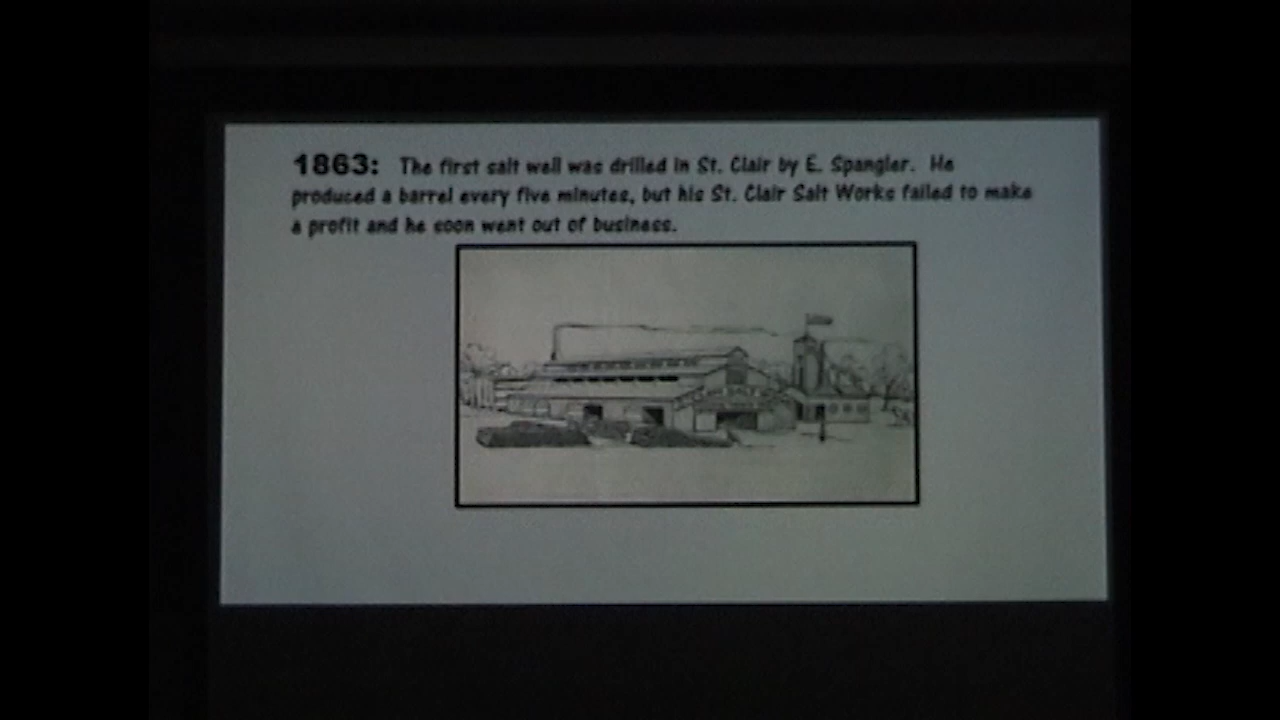 1863: The first salt well was drilled in St. Clair by E. Spangler. He
produced a barrel every five minutes, but his St. Clair Salt Works failed to make
a profit and he soon went out of business.